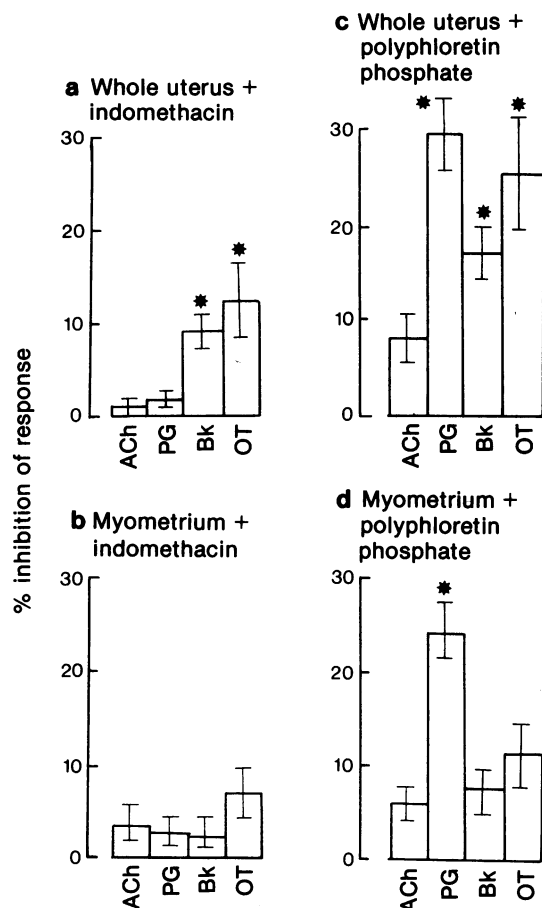 a Whole uterus +
indomethacin
30
20
10
0
ACh
PG
Bk
OT
b Myometrium +
indomethacin
30
20
10
0
ACh
PG
Bk
OT
c Whole uterus +
polyphloretin
phosphate
30
20
10
0
ACh
PG
Bk
OT
d Myometrium +
polyphloretin
phosphate
30
20
10
0
ACh
PG
Bk
OT
% inhibition of response